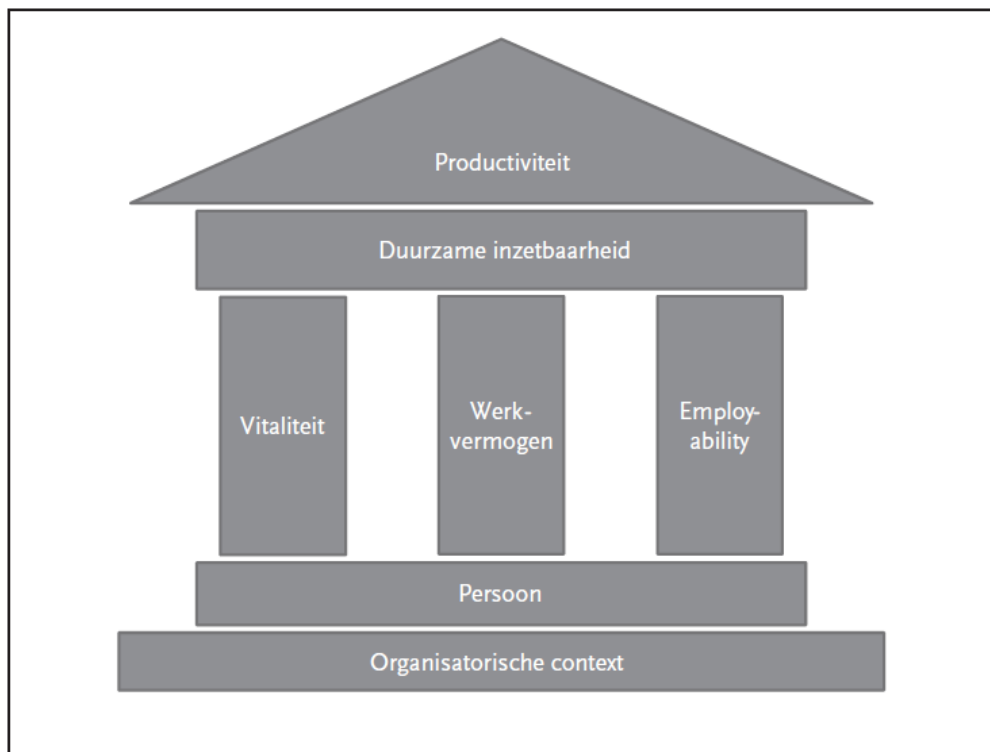 Productiviteit
Duurzame inzetbaarheid
Vitaliteit
Werk-
vermogen
Employ-
ability
Persoon
Organisatorische context